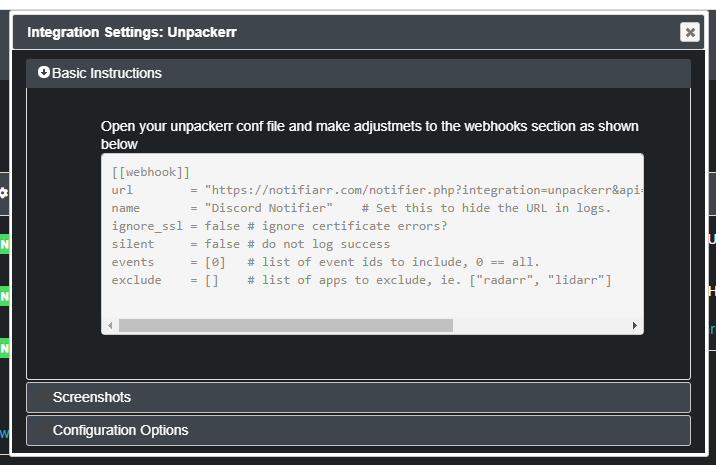 Integration Settings: Unpackerr
Basic Instructions
Open your unpackerr conf file and make adjustmets to the webhooks section as shown
below
[[webhook]]
url = "https://notifiarr.com/notifier.php?integration=unpackerr&api=
name = "Discord Notifier" # Set this to hide the URL in logs.
ignore_ssl = false # ignore certificate errors?
silent = false # do not log success
events = [0] # list of event ids to include, 0 == all.
exclude = [] # list of apps to exclude, ie. ["radarr", "lidarr"]
Screenshots
Configuration Options
N
N
N
w
U
H
r